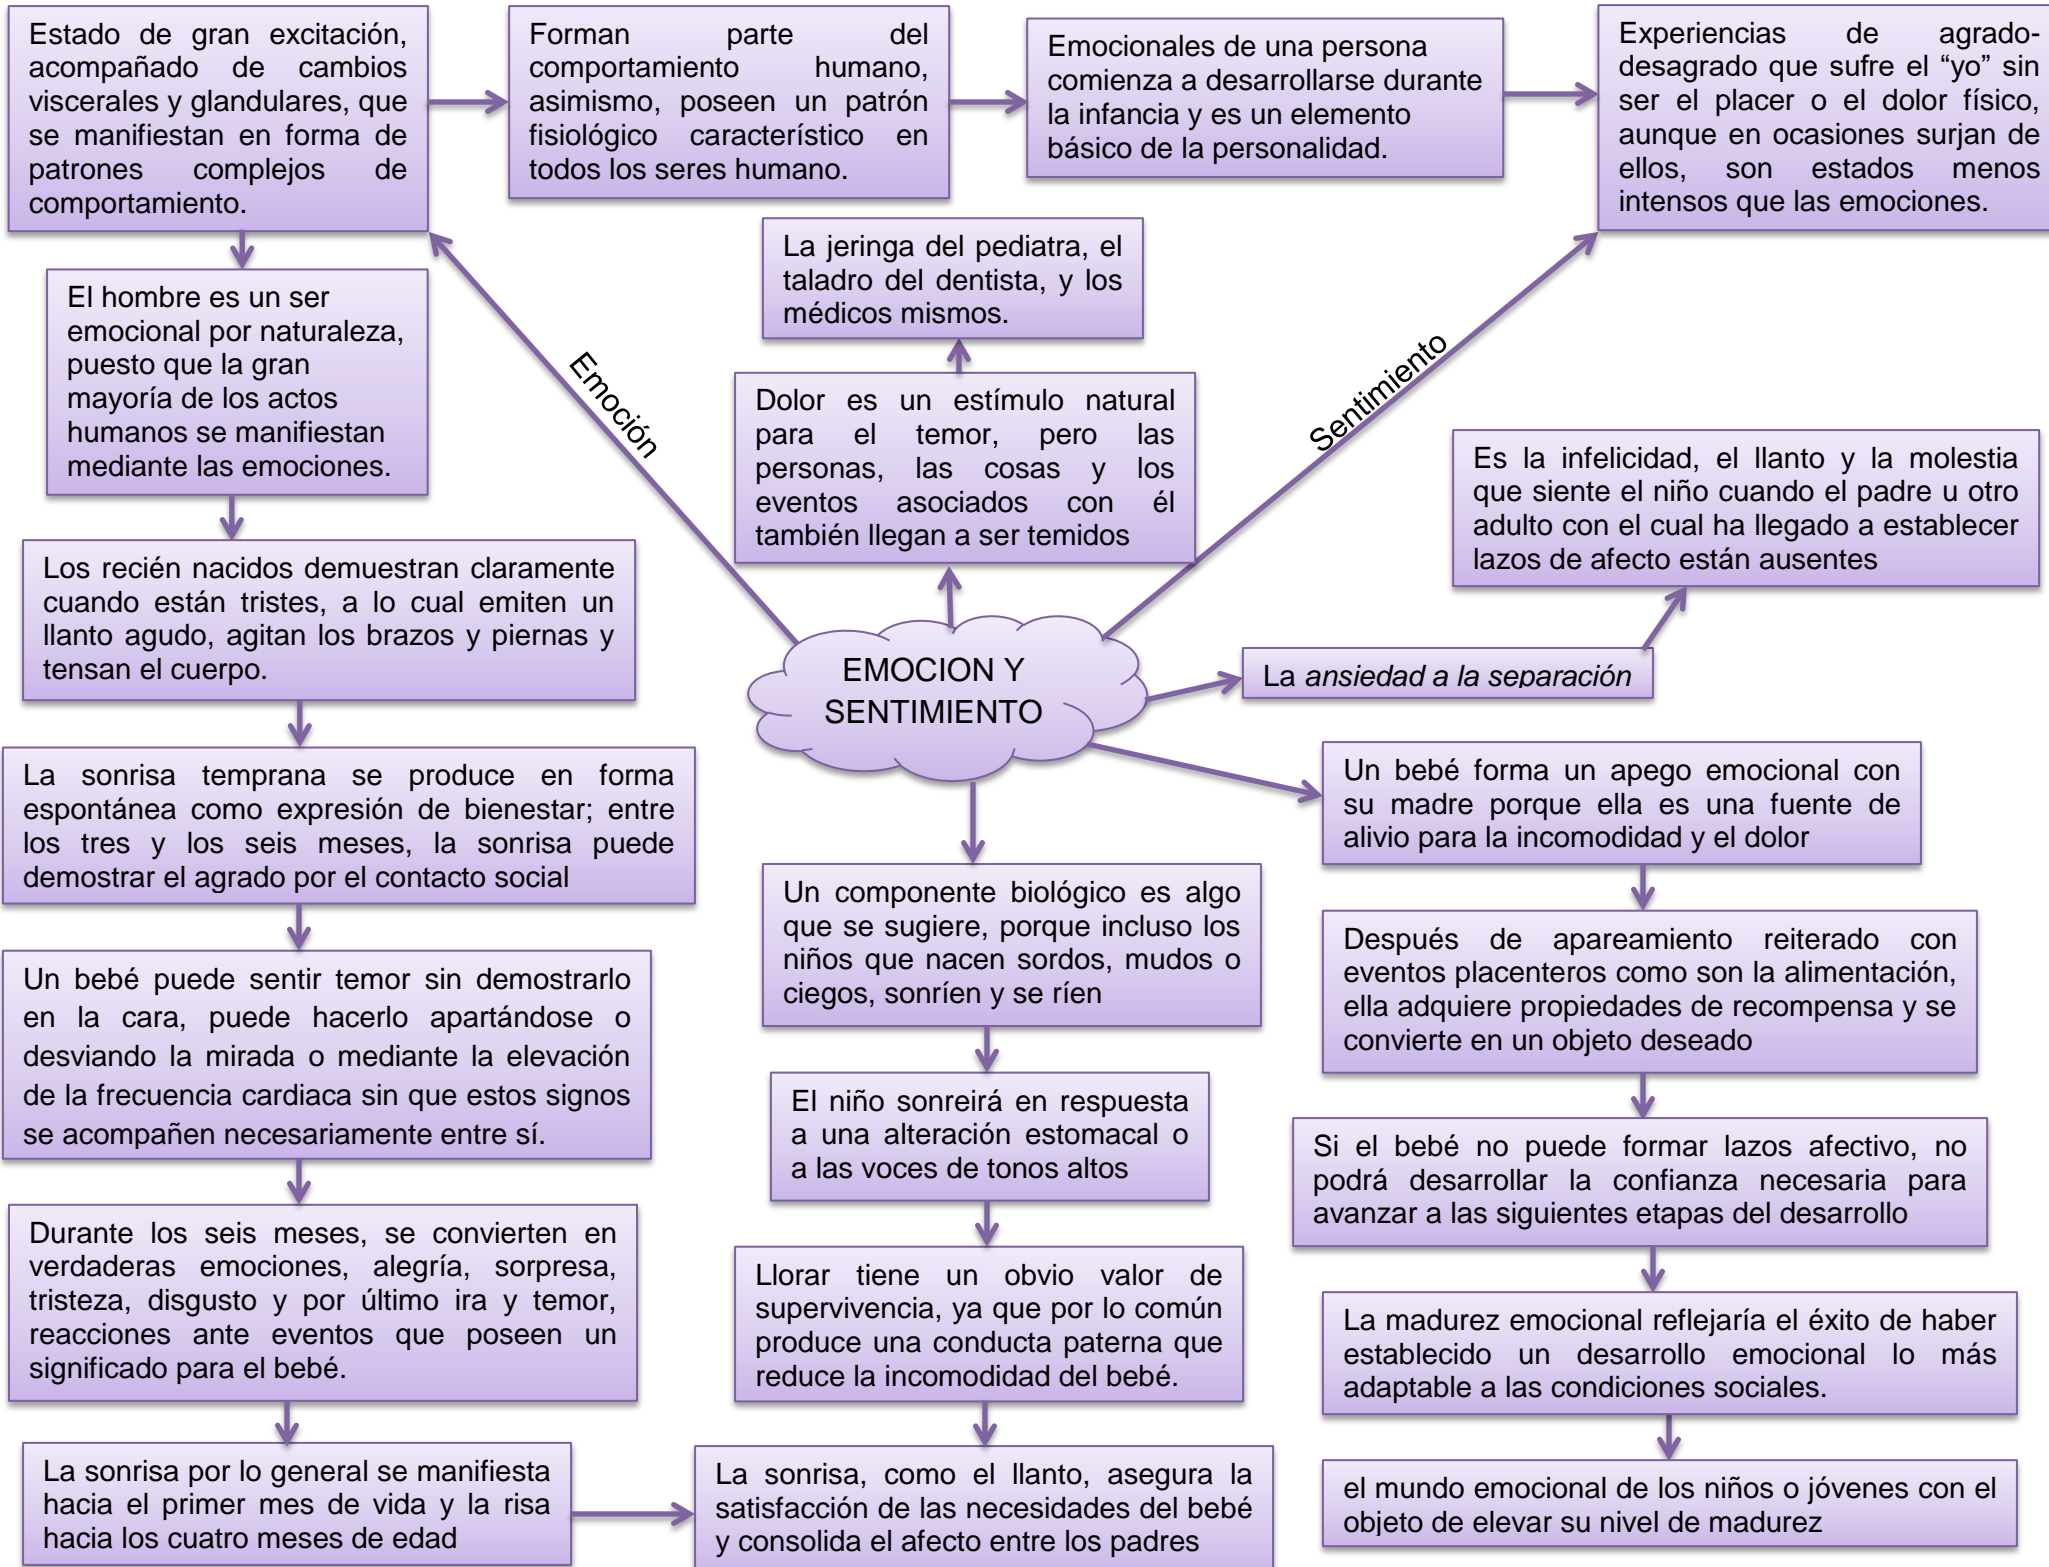 Estado de gran excitación,
acompañado de cambios
viscerales y glandulares, que
se manifiestan en forma de
patrones complejos de
comportamiento.
Forman parte del
comportamiento humano,
asimismo, poseen un patrón
fisiológico característico en
todos los seres humano.
Emocionales de una persona
comienza a desarrollarse durante
la infancia y es un elemento
básico de la personalidad.
Experiencias de agrado-
desagrado que sufre el “yo” sin
ser el placer o el dolor físico,
aunque en ocasiones surjan de
ellos, son estados menos
intensos que las emociones.
El hombre es un ser
emocional por naturaleza,
puesto que la gran
mayoría de los actos
humanos se manifiestan
mediante las emociones.
Emoción
La jeringa del pediatra, el
taladro del dentista, y los
médicos mismos.
Dolor es un estímulo natural
para el temor, pero las
personas, las cosas y los
eventos asociados con él
también llegan a ser temidos
Sentimiento
Es la infelicidad, el llanto y la molestia
que siente el niño cuando el padre u otro
adulto con el cual ha llegado a establecer
lazos de afecto están ausentes
Los recién nacidos demuestran claramente
cuando están tristes, a lo cual emiten un
llanto agudo, agitan los brazos y piernas y
tensan el cuerpo.
EMOCION Y
SENTIMIENTO
La ansiedad a la separación
La sonrisa temprana se produce en forma
espontánea como expresión de bienestar; entre
los tres y los seis meses, la sonrisa puede
demostrar el agrado por el contacto social
Un bebé forma un apego emocional con
su madre porque ella es una fuente de
alivio para la incomodidad y el dolor
Un componente biológico es algo
que se sugiere, porque incluso los
niños que nacen sordos, mudos o
ciegos, sonríen y se ríen
Después de apareamiento reiterado con
eventos placenteros como son la alimentación,
ella adquiere propiedades de recompensa y se
convierte en un objeto deseado
Un bebé puede sentir temor sin demostrarlo
en la cara, puede hacerlo apartándose o
desviando la mirada o mediante la elevación
de la frecuencia cardiaca sin que estos signos
se acompañen necesariamente entre sí.
El niño sonreirá en respuesta
a una alteración estomacal o
a las voces de tonos altos
Si el bebé no puede formar lazos afectivo, no
podrá desarrollar la confianza necesaria para
avanzar a las siguientes etapas del desarrollo
Durante los seis meses, se convierten en
verdaderas emociones, alegría, sorpresa,
tristeza, disgusto y por último ira y temor,
reacciones ante eventos que poseen un
significado para el bebé.
Llorar tiene un obvio valor de
supervivencia, ya que por lo común
produce una conducta paterna que
reduce la incomodidad del bebé.
La madurez emocional reflejaría el éxito de haber
establecido un desarrollo emocional lo más
adaptable a las condiciones sociales.
La sonrisa por lo general se manifiesta
hacia el primer mes de vida y la risa
hacia los cuatro meses de edad
La sonrisa, como el llanto, asegura la
satisfacción de las necesidades del bebé
y consolida el afecto entre los padres
el mundo emocional de los niños o jóvenes con el
objeto de elevar su nivel de madurez